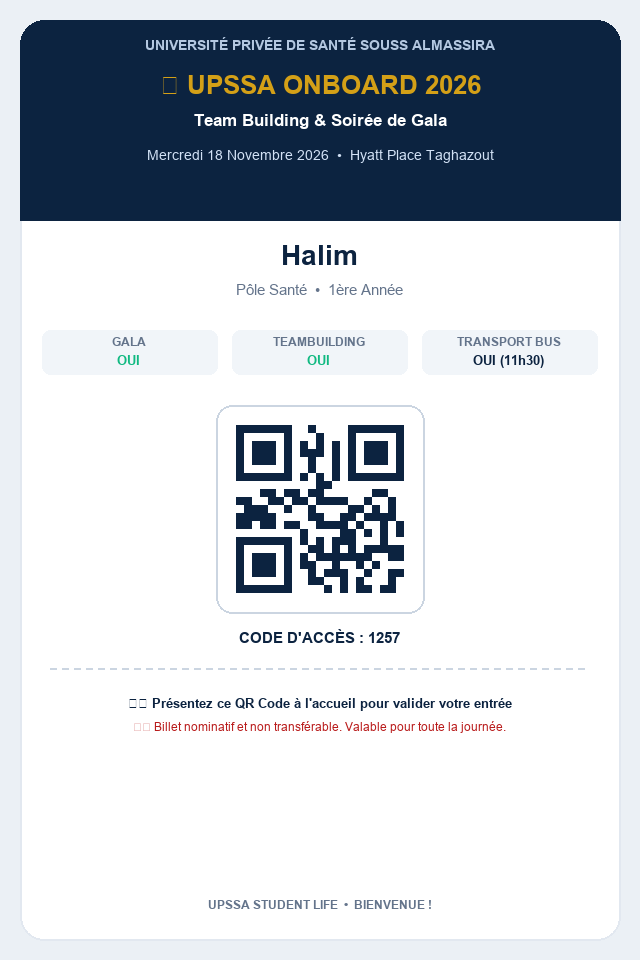 UNIVERSITÉ PRIVÉE DE SANTÉ SOUSS ALMASSIRA
UPSSA ONBOARD 2026
Team Building & Soirée de Gala
Mercredi 18 Novembre 2026 • Hyatt Place Taghazout
Halim
Pôle Santé • 1ère Année
GALA
OUI
TEAMBUILDING
OUI
TRANSPORT BUS
OUI (11h30)
CODE D'ACCÈS : 1257
Présentez ce QR Code à l'accueil pour valider votre entrée
Billet nominatif et non transférable. Valable pour toute la journée.
UPSSA STUDENT LIFE • BIENVENUE !